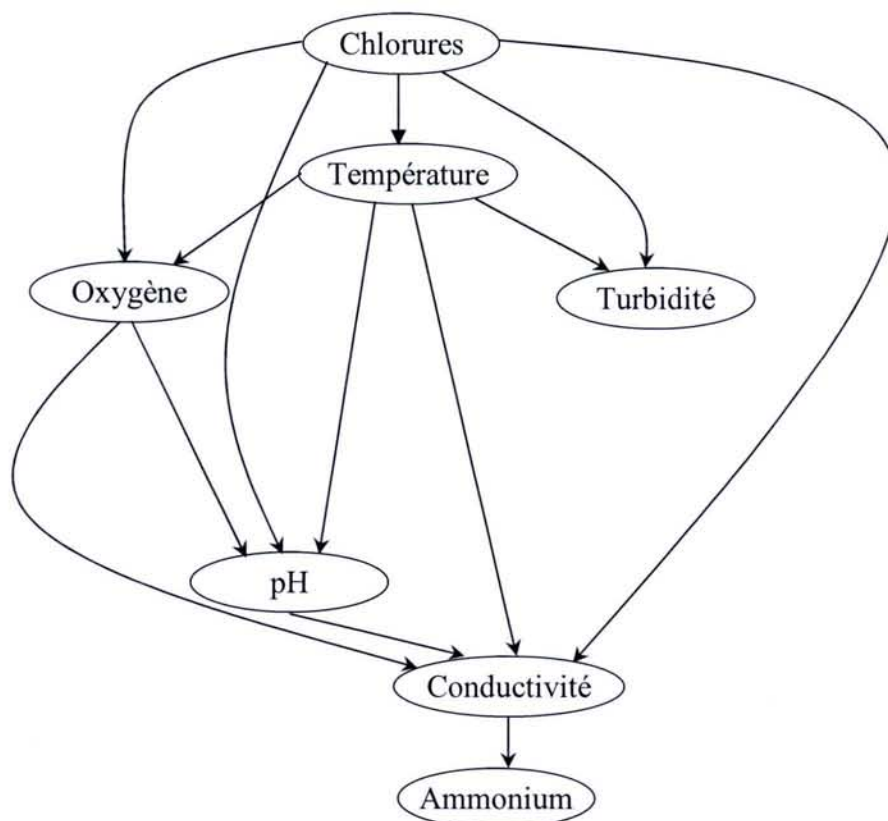 Chlorures
Température
Oxygène
Turbidité
pH
Conductivité
Ammonium